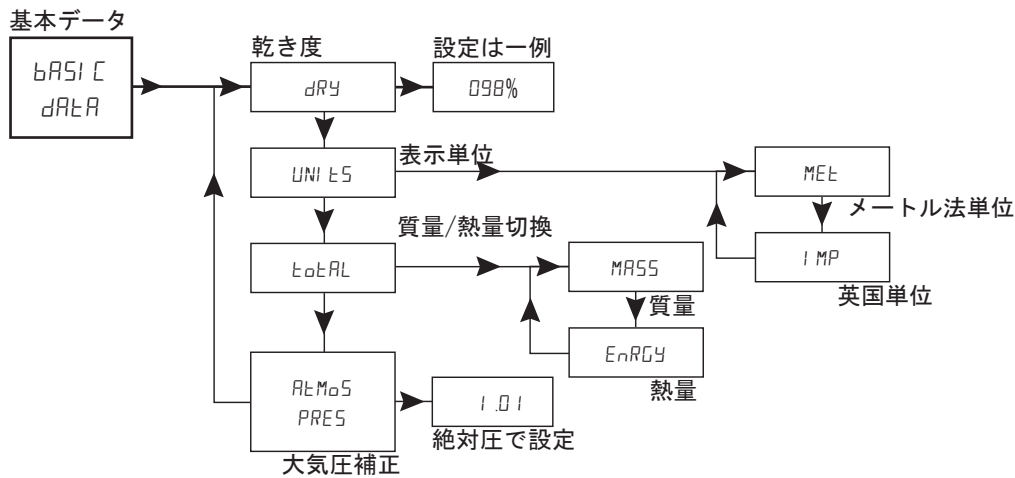 基本データ
bASIC
dAtA
乾き度
dRY
設定は一例
098%
UNItS
表示単位
MEt
メートル法単位
IMP
英国単位
質量/熱量切換
totAL
MASS
質量
EnRGY
熱量
AtMoS
PRES
大気圧補正
1.01
絶対圧で設定